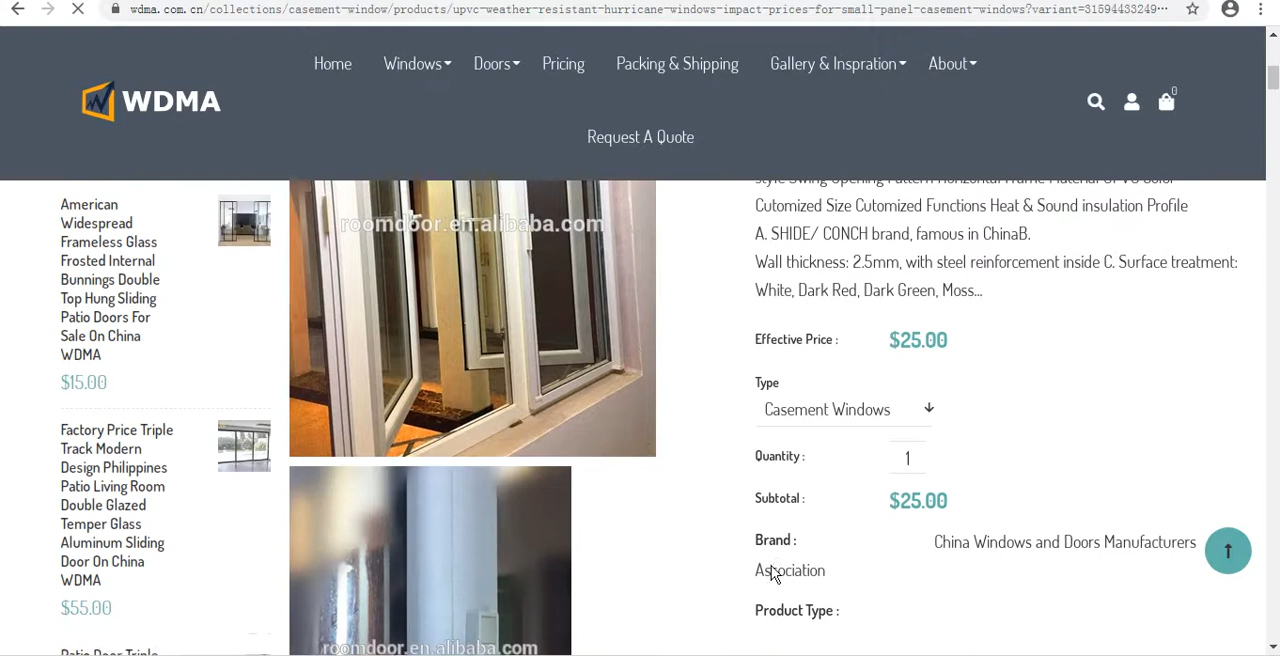 wdma.com.cn/collections/casement-window/products/upvc-weather-resistant-hurricane-windows-impact-prices-for-small-panel-casement-windows?variant=31594433249…
Home Windows Doors Pricing Packing & Shipping Gallery & Inspration About
WDMA
0
Request A Quote
American
Widespread
Frameless Glass
Frosted Internal
Bunnings Double
Top Hung Sliding
Patio Doors For
Sale On China
WDMA
$15.00
Factory Price Triple
Track Modern
Design Philippines
Patio Living Room
Double Glazed
Temper Glass
Aluminum Sliding
Door On China
WDMA
$55.00
Patio Door Triple
roomdoor.en.alibaba.com
roomdoor.en.alibaba.com
style Swing Opening Pattern Horizontal Frame Material UPVC Color
Cutomized Size Cutomized Functions Heat & Sound insulation Profile
A. SHIDE/ CONCH brand, famous in ChinaB.
Wall thickness: 2.5mm, with steel reinforcement inside C. Surface treatment:
White, Dark Red, Dark Green, Moss...
Effective Price : $25.00
Type
Casement Windows
Quantity : 1
Subtotal : $25.00
Brand : China Windows and Doors Manufacturers
Association
Product Type :